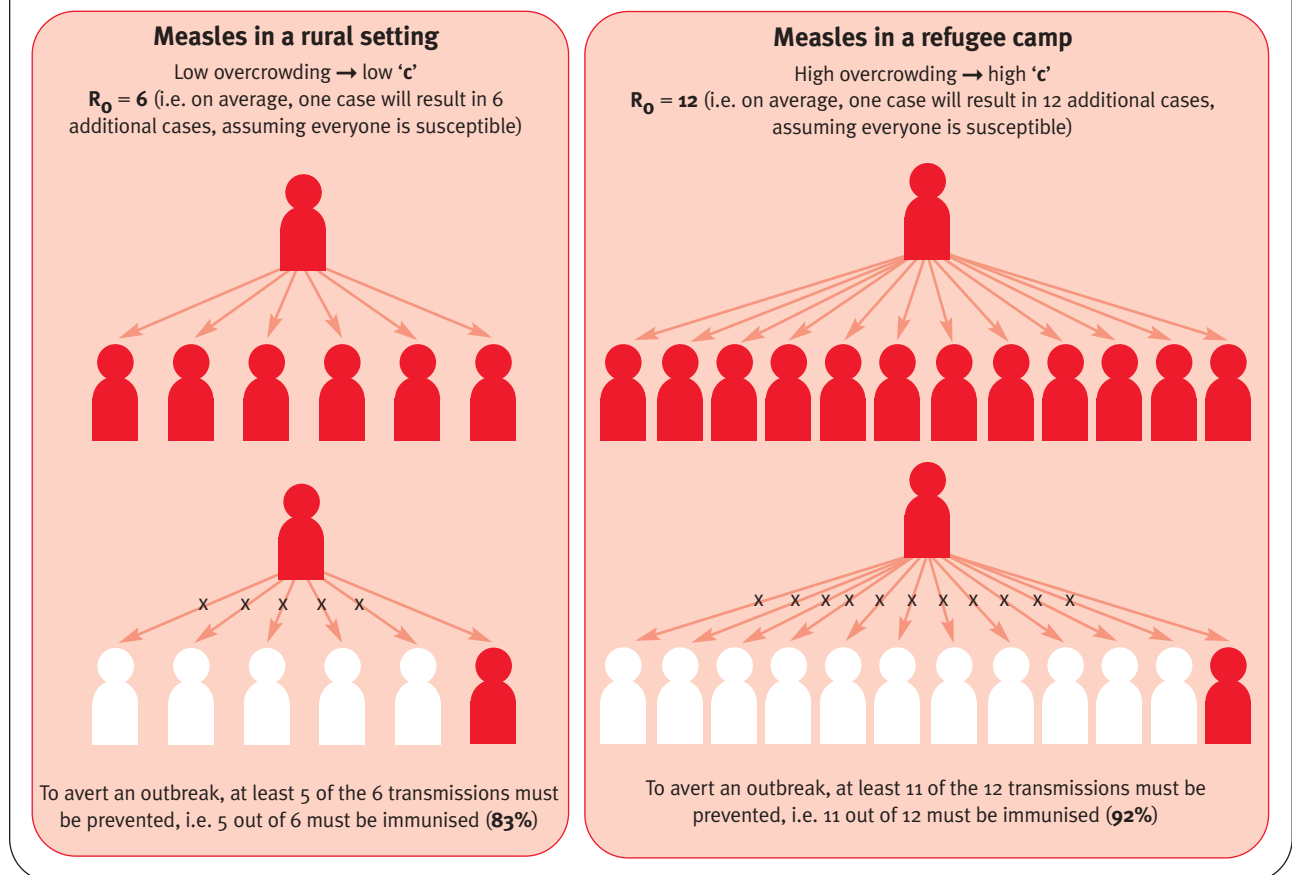 Measles in a rural setting
Low overcrowding → low ‘c’
R0 = 6 (i.e. on average, one case will result in 6
additional cases, assuming everyone is susceptible)
x x x x x
To avert an outbreak, at least 5 of the 6 transmissions must
be prevented, i.e. 5 out of 6 must be immunised (83%)
Measles in a refugee camp
High overcrowding → high ‘c’
R0 = 12 (i.e. on average, one case will result in 12 additional cases,
assuming everyone is susceptible)
x x x x x x x x x x x
To avert an outbreak, at least 11 of the 12 transmissions must be
prevented, i.e. 11 out of 12 must be immunised (92%)